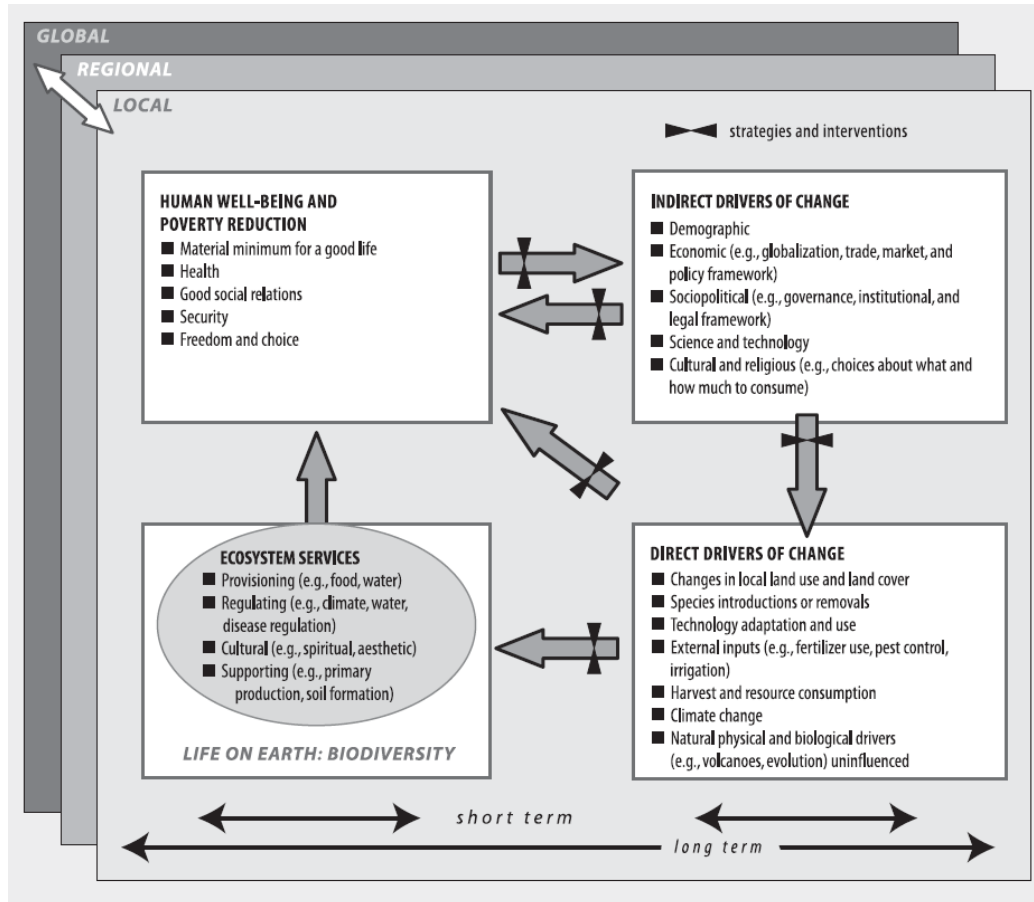 GLOBAL
REGIONAL
LOCAL
strategies and interventions
HUMAN WELL-BEING AND
POVERTY REDUCTION
■ Material minimum for a good life
■ Health
■ Good social relations
■ Security
■ Freedom and choice
INDIRECT DRIVERS OF CHANGE
■ Demographic
■ Economic (e.g., globalization, trade, market, and
policy framework)
■ Sociopolitical (e.g., governance, institutional, and
legal framework)
■ Science and technology
■ Cultural and religious (e.g., choices about what and
how much to consume)
ECOSYSTEM SERVICES
■ Provisioning (e.g., food, water)
■ Regulating (e.g., climate, water,
disease regulation)
■ Cultural (e.g., spiritual, aesthetic)
■ Supporting (e.g., primary
production, soil formation)
LIFE ON EARTH: BIODIVERSITY
DIRECT DRIVERS OF CHANGE
■ Changes in local land use and land cover
■ Species introductions or removals
■ Technology adaptation and use
■ External inputs (e.g., fertilizer use, pest control,
irrigation)
■ Harvest and resource consumption
■ Climate change
■ Natural physical and biological drivers
(e.g., volcanoes, evolution) uninfluenced
short term
long term